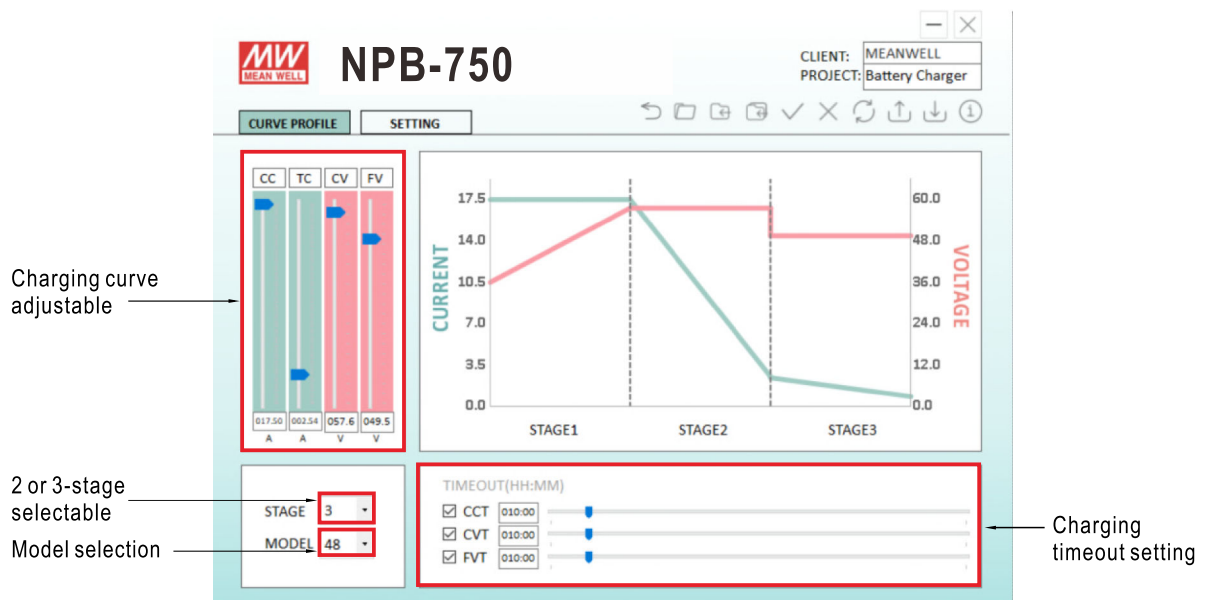 MW
MEAN WELL
NPB-750
CLIENT: MEANWELL
PROJECT: Battery Charger
CURVE PROFILE
SETTING
CC TC CV FV
017.50 002.54 057.6 049.5
A A V V
Charging curve
adjustable
CURRENT
17.5
14.0
10.5
7.0
3.5
0.0
60.0
48.0
36.0
24.0
12.0
0.0
VOLTAGE
STAGE1 STAGE2 STAGE3
2 or 3-stage
selectable
Model selection
STAGE 3
MODEL 48
TIMEOUT(HH:MM)
CCT 010:00
CVT 010:00
FVT 010:00
Charging
timeout setting